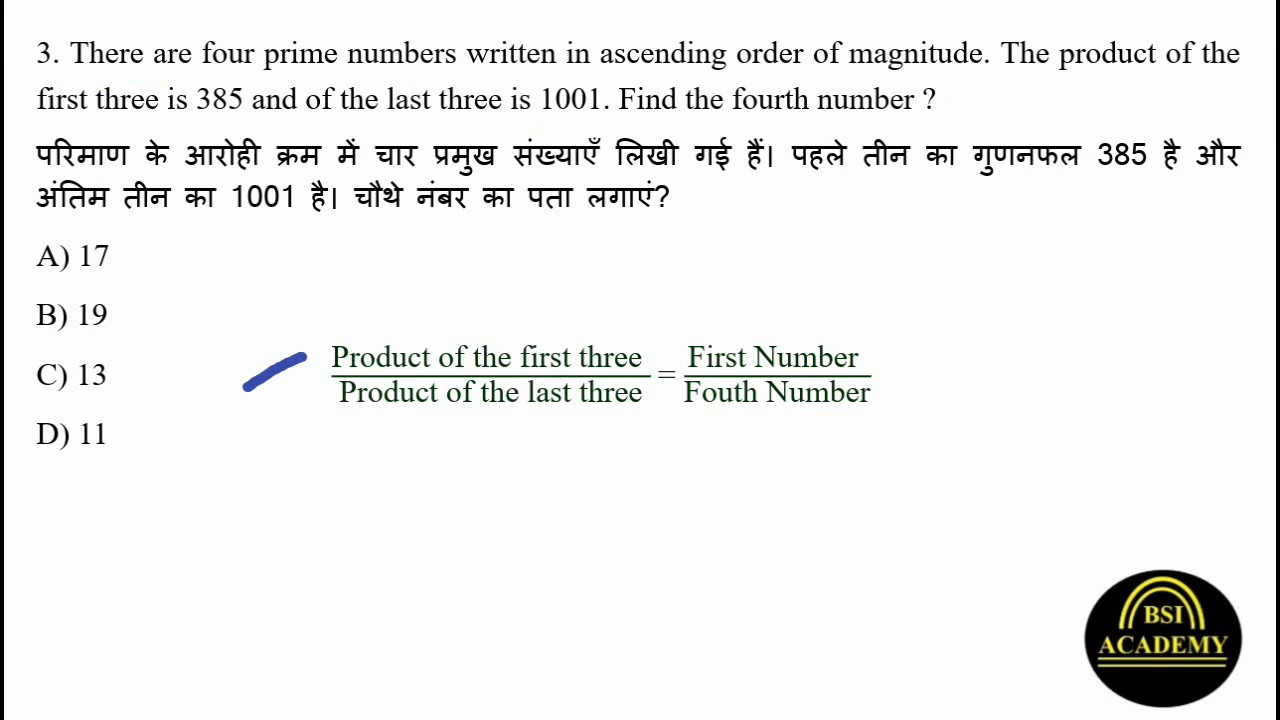 3. There are four prime numbers written in ascending order of magnitude. The product of the
first three is 385 and of the last three is 1001. Find the fourth number ?
परिमाण के आरोही क्रम में चार प्रमुख संख्याएँ लिखी गई हैं। पहले तीन का गुणनफल 385 है और
अंतिम तीन का 1001 है। चौथे नंबर का पता लगाएं?
A) 17
B) 19
C) 13
Product of the first three
Product of the last three
=
First Number
Fouth Number
D) 11
BSI
ACADEMY